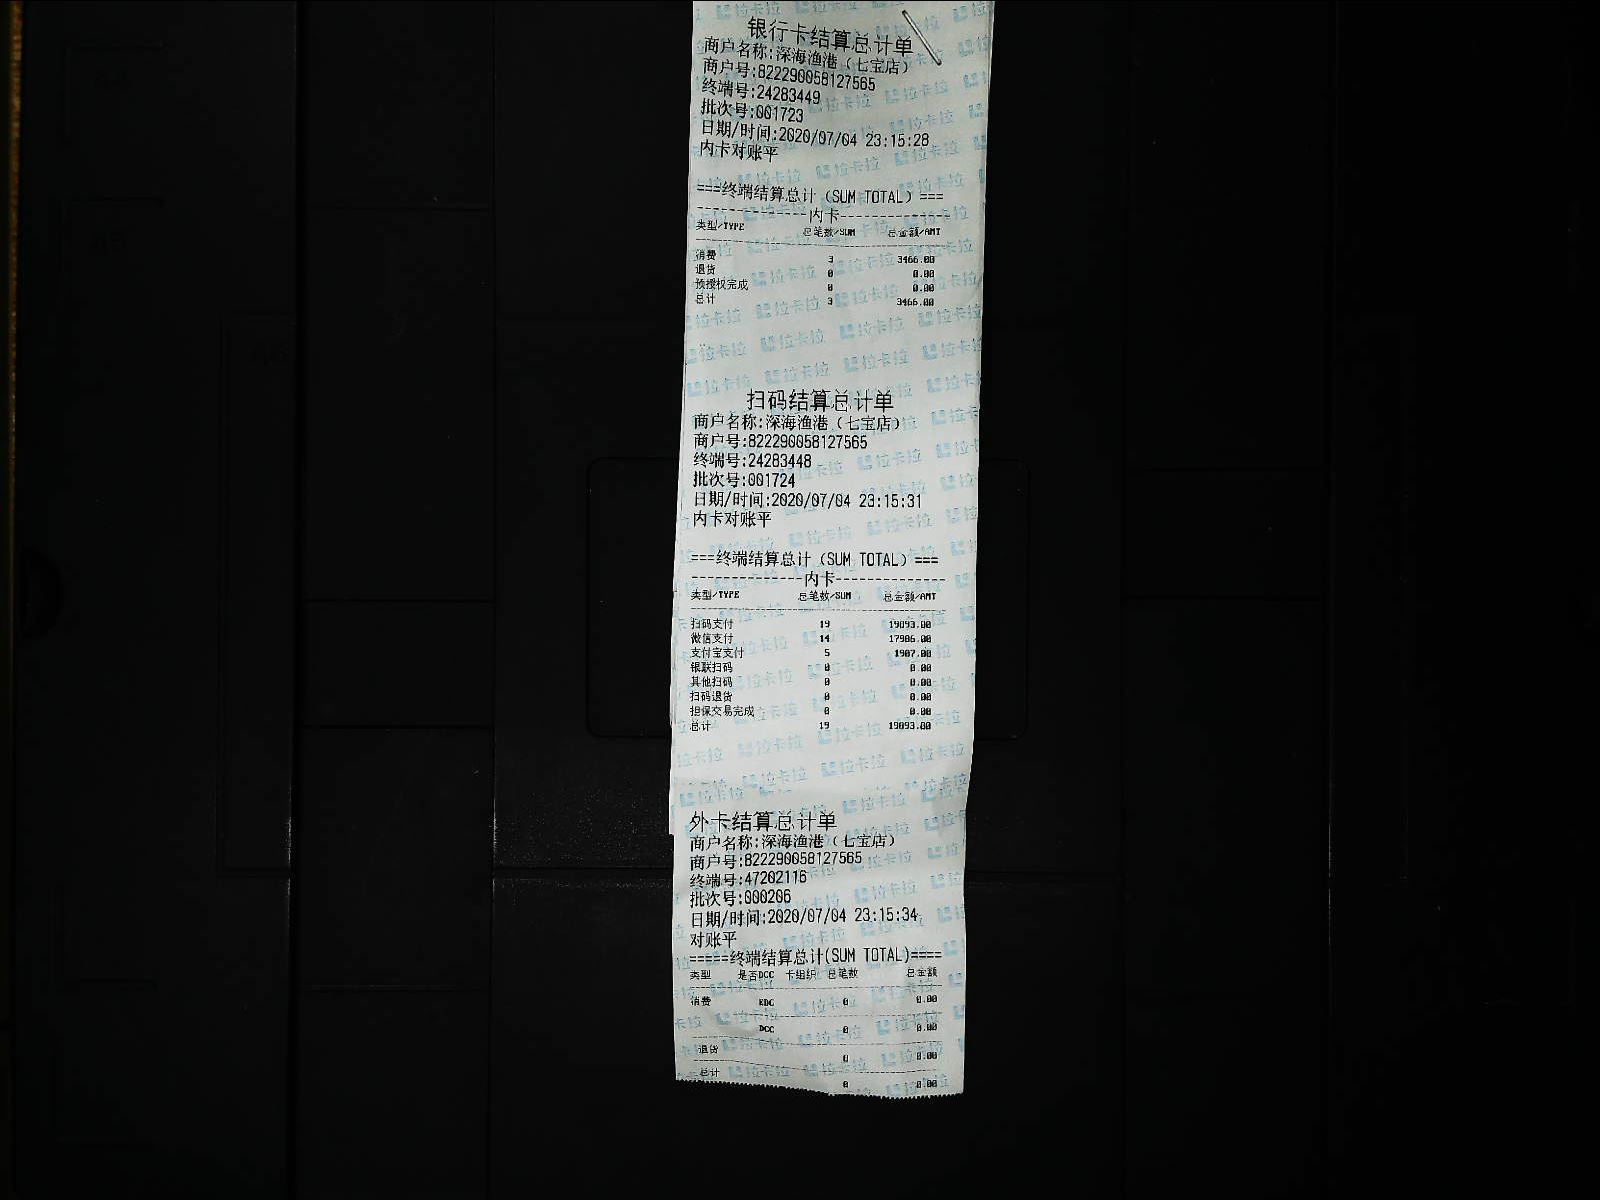 银行卡结算总计单
商户名称:深海渔港（七宝店）
商户号:822290058127565
终端号:24283449
批次号:001723
日期/时间:2020/07/04 23:15:28
内卡对账平
===终端结算总计（SUM TOTAL）===
--------------内卡--------------
类型/TYPE 总笔数/SUM 总金额/AMT
消费 3 3466.00
退货 0 0.00
预授权完成 0 0.00
总计 3 3466.00
扫码结算总计单
商户名称:深海渔港（七宝店）
商户号:822290058127565
终端号:24283448
批次号:001724
日期/时间:2020/07/04 23:15:31
内卡对账平
===终端结算总计（SUM TOTAL）===
--------------内卡--------------
类型/TYPE 总笔数/SUM 总金额/AMT
扫码支付 19 19893.00
微信支付 14 17986.00
支付宝支付 5 1907.00
银联扫码 0 0.00
其他扫码 0 0.00
扫码退货 0 0.00
担保交易完成 0 0.00
总计 19 19893.00
外卡结算总计单
商户名称:深海渔港（七宝店）
商户号:822290058127565
终端号:47202116
批次号:000206
日期/时间:2020/07/04 23:15:34
对账平
=====终端结算总计(SUM TOTAL)====
类型 是否DCC 卡组织 总笔数 总金额
消费 EDC 0 0.00
DCC 0 0.00
退货 0 0.00
总计 0 0.00